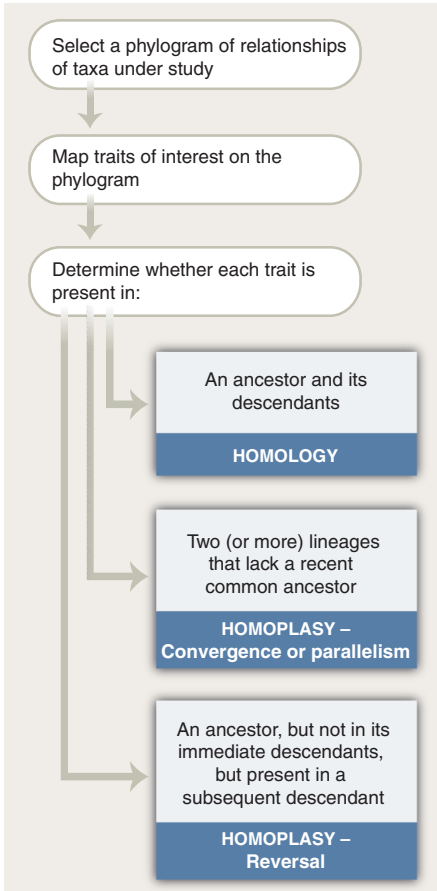 Select a phylogram of relationships
of taxa under study
Map traits of interest on the
phylogram
Determine whether each trait is
present in:
An ancestor and its
descendants
HOMOLOGY
Two (or more) lineages
that lack a recent
common ancestor
HOMOPLASY –
Convergence or parallelism
An ancestor, but not in its
immediate descendants,
but present in a
subsequent descendant
HOMOPLASY –
Reversal